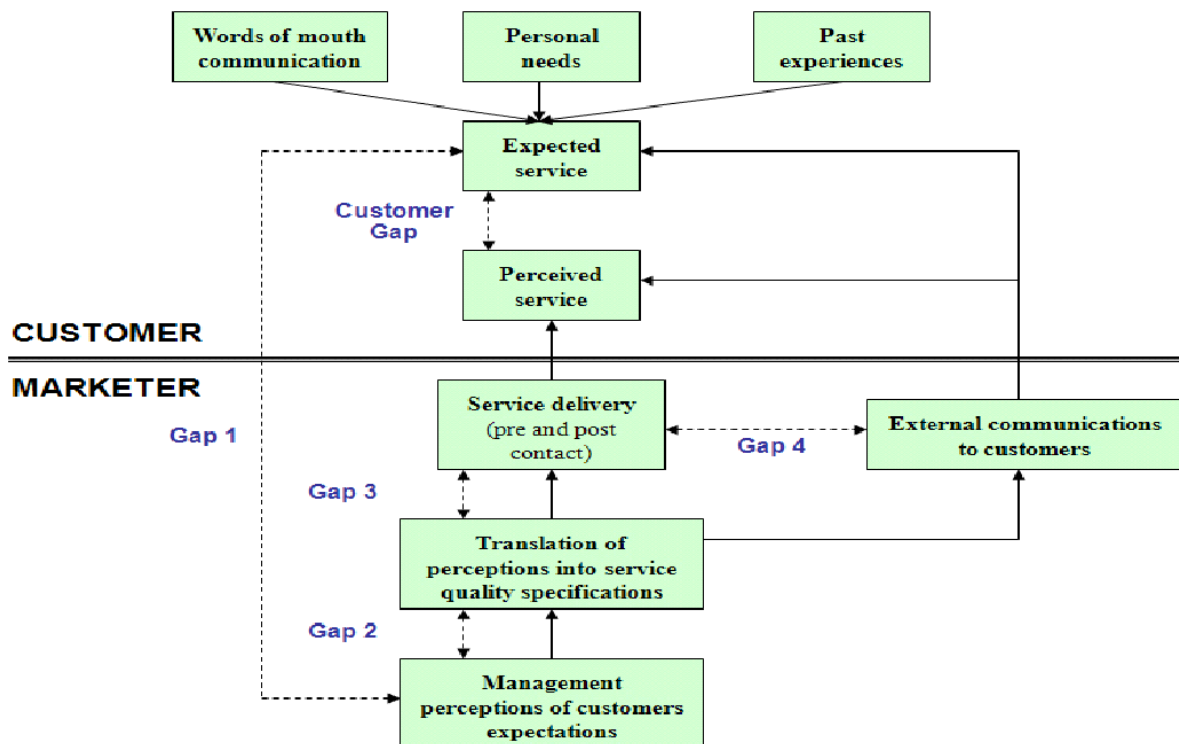 Words of mouth
communication
Personal
needs
Past
experiences
Expected
service
Customer
Gap
Perceived
service
CUSTOMER
MARKETER
Service delivery
(pre and post
contact)
External communications
to customers
Gap 1
Gap 4
Gap 3
Translation of
perceptions into service
quality specifications
Gap 2
Management
perceptions of customers
expectations